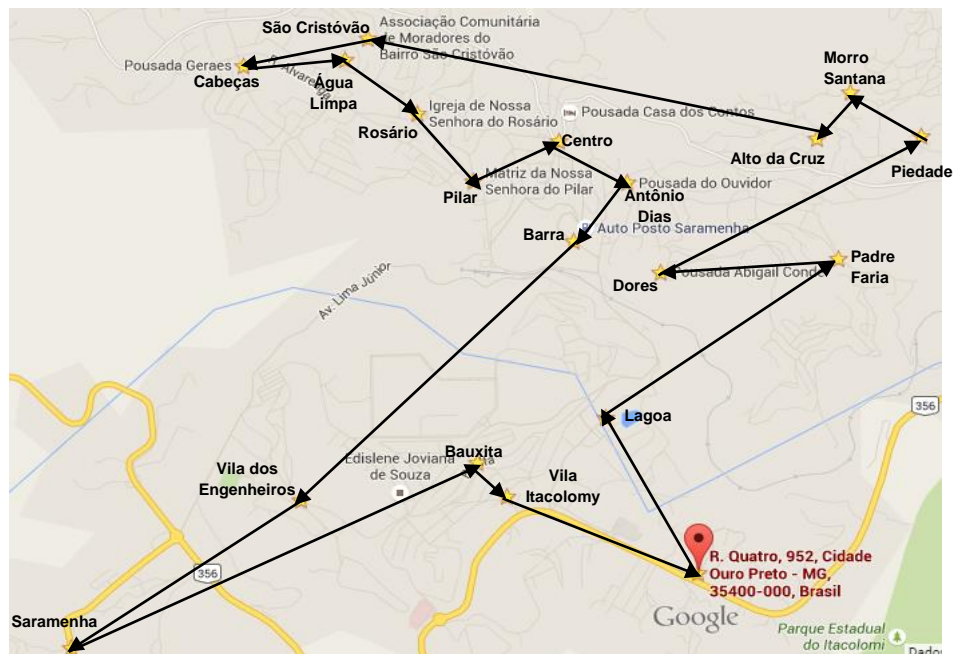 São Cristóvão
Associação Comunitária
de Moradores do
Bairro São Cristóvão
Pousada Geraes
Cabeças
R. Alvarenga
Água
Limpa
Morro
Santana
Igreja de Nossa
Senhora do Rosário
Rosário
Pousada Casa dos Contos
Centro
Alto da Cruz
Piedade
Matriz da Nossa
Senhora do Pilar
Pilar
Pousada do Ouvidor
Antônio
Dias
Barra
Auto Posto Saramenha
Padre
Faria
Pousada Abigail
Dores
Av. Lima Júnior
356
Lagoa
Bauxita
Edislene Joviana
de Souza
Vila dos
Engenheiros
Vila
Itacolomy
R. Quatro, 952, Cidade
Ouro Preto - MG,
35400-000, Brasil
356
Google
Saramenha
Parque Estadual
do Itacolomi
Dados